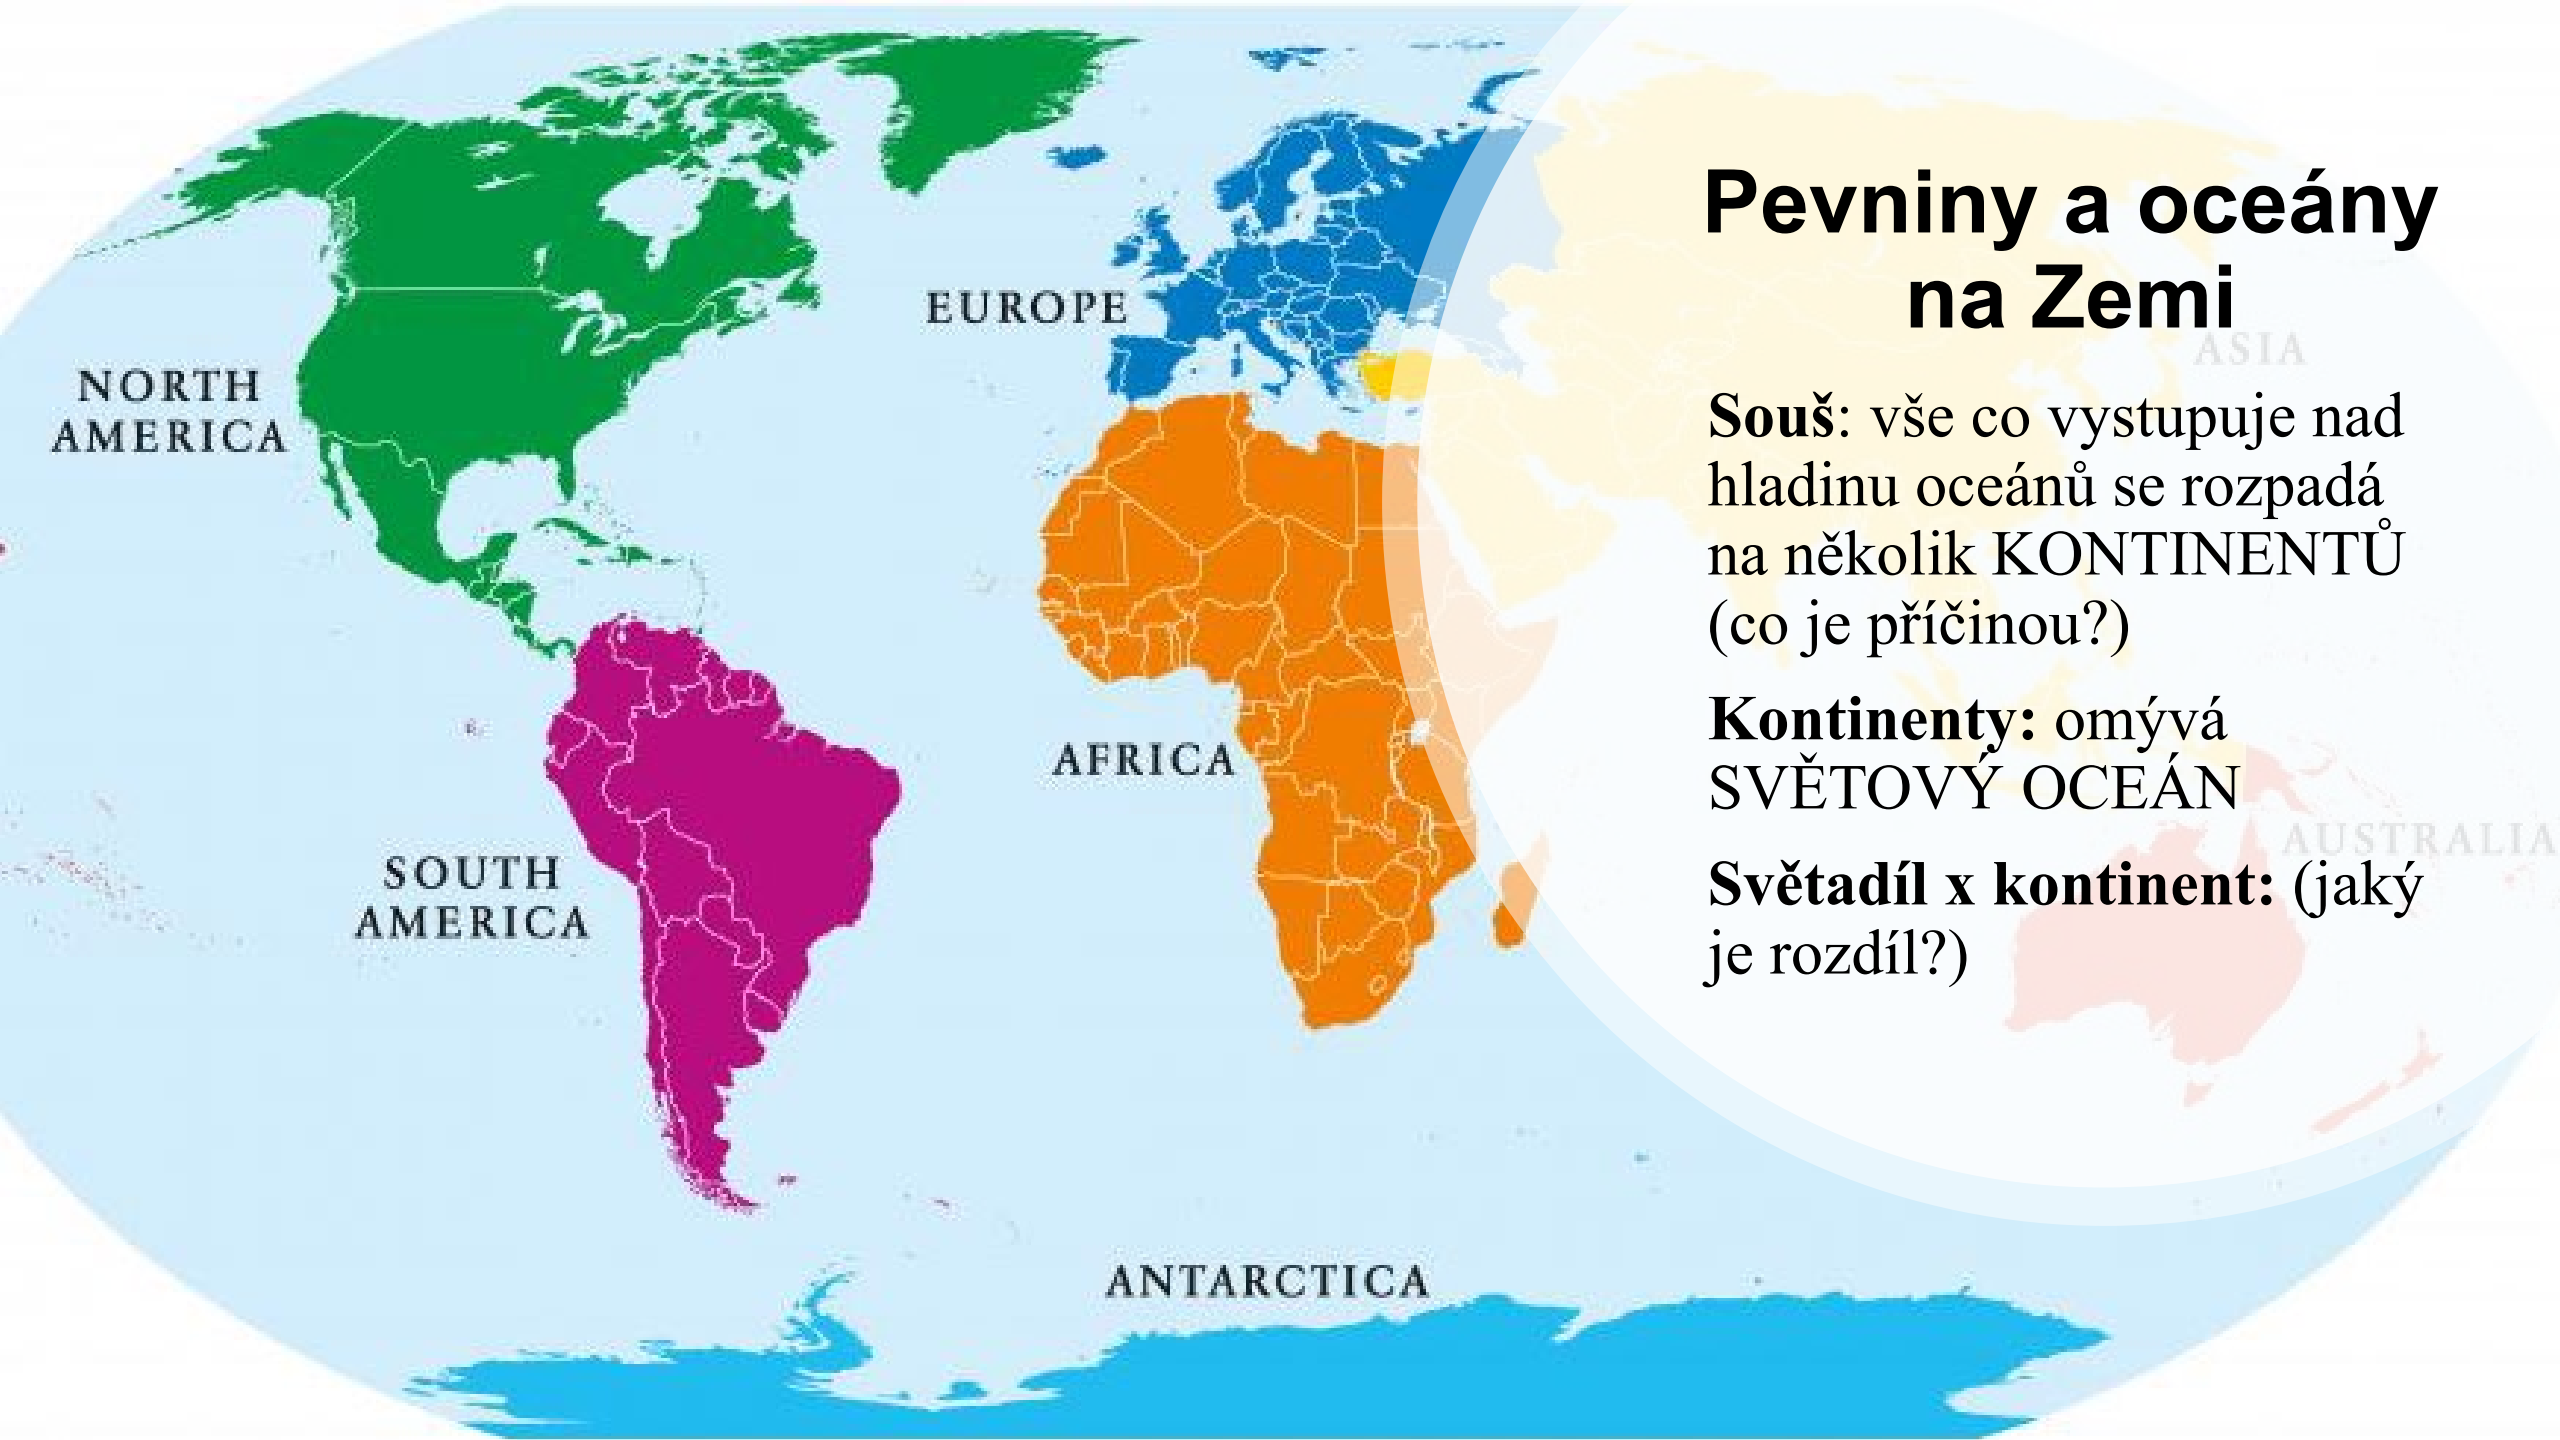 Pevniny a oceány
na Zemi
Souš: vše co vystupuje nad
hladinu oceánů se rozpadá
na několik KONTINENTŮ
(co je příčinou?)
Kontinenty: omývá
SVĚTOVÝ OCEÁN
Světadíl x kontinent: (jaký
je rozdíl?)
NORTH
AMERICA
EUROPE
ASIA
AFRICA
SOUTH
AMERICA
AUSTRALIA
ANTARCTICA